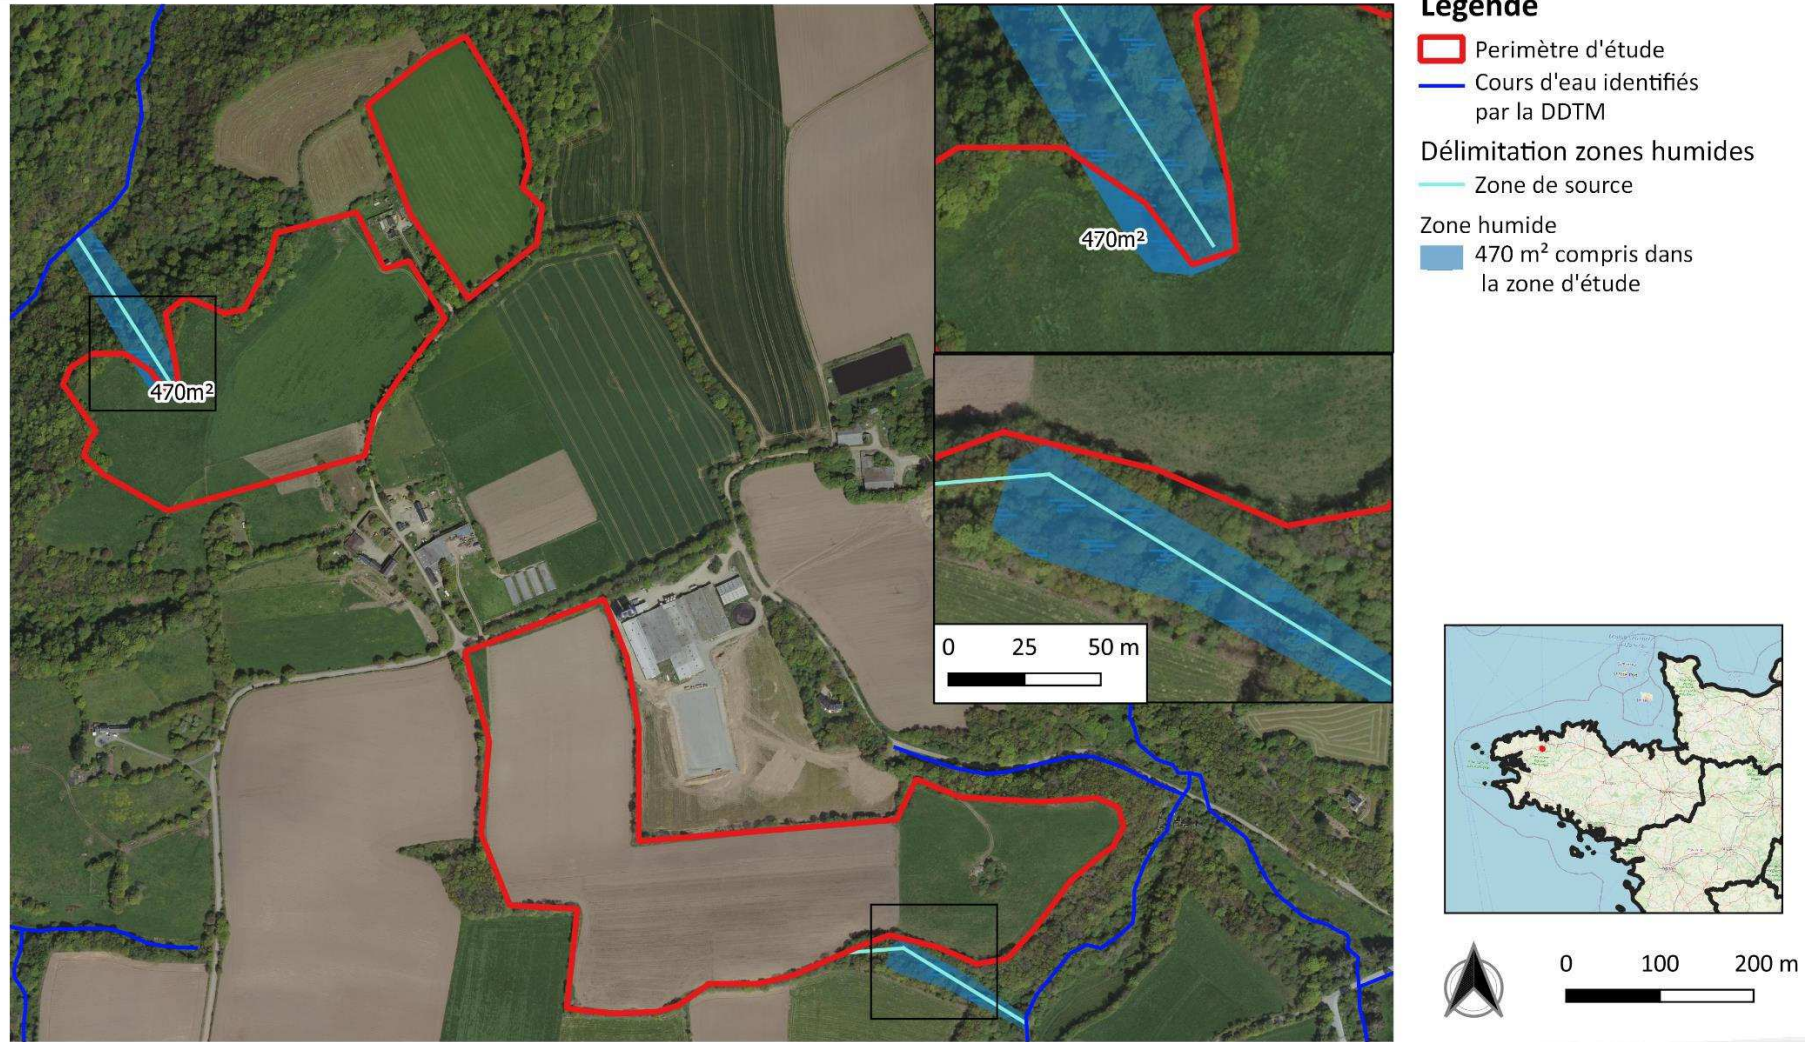 Légende
Perimètre d'étude
Cours d'eau identifiés
par la DDTM
Délimitation zones humides
Zone de source
Zone humide
470 m² compris dans
la zone d'étude
470m²
470m²
0 25 50 m
0 100 200 m